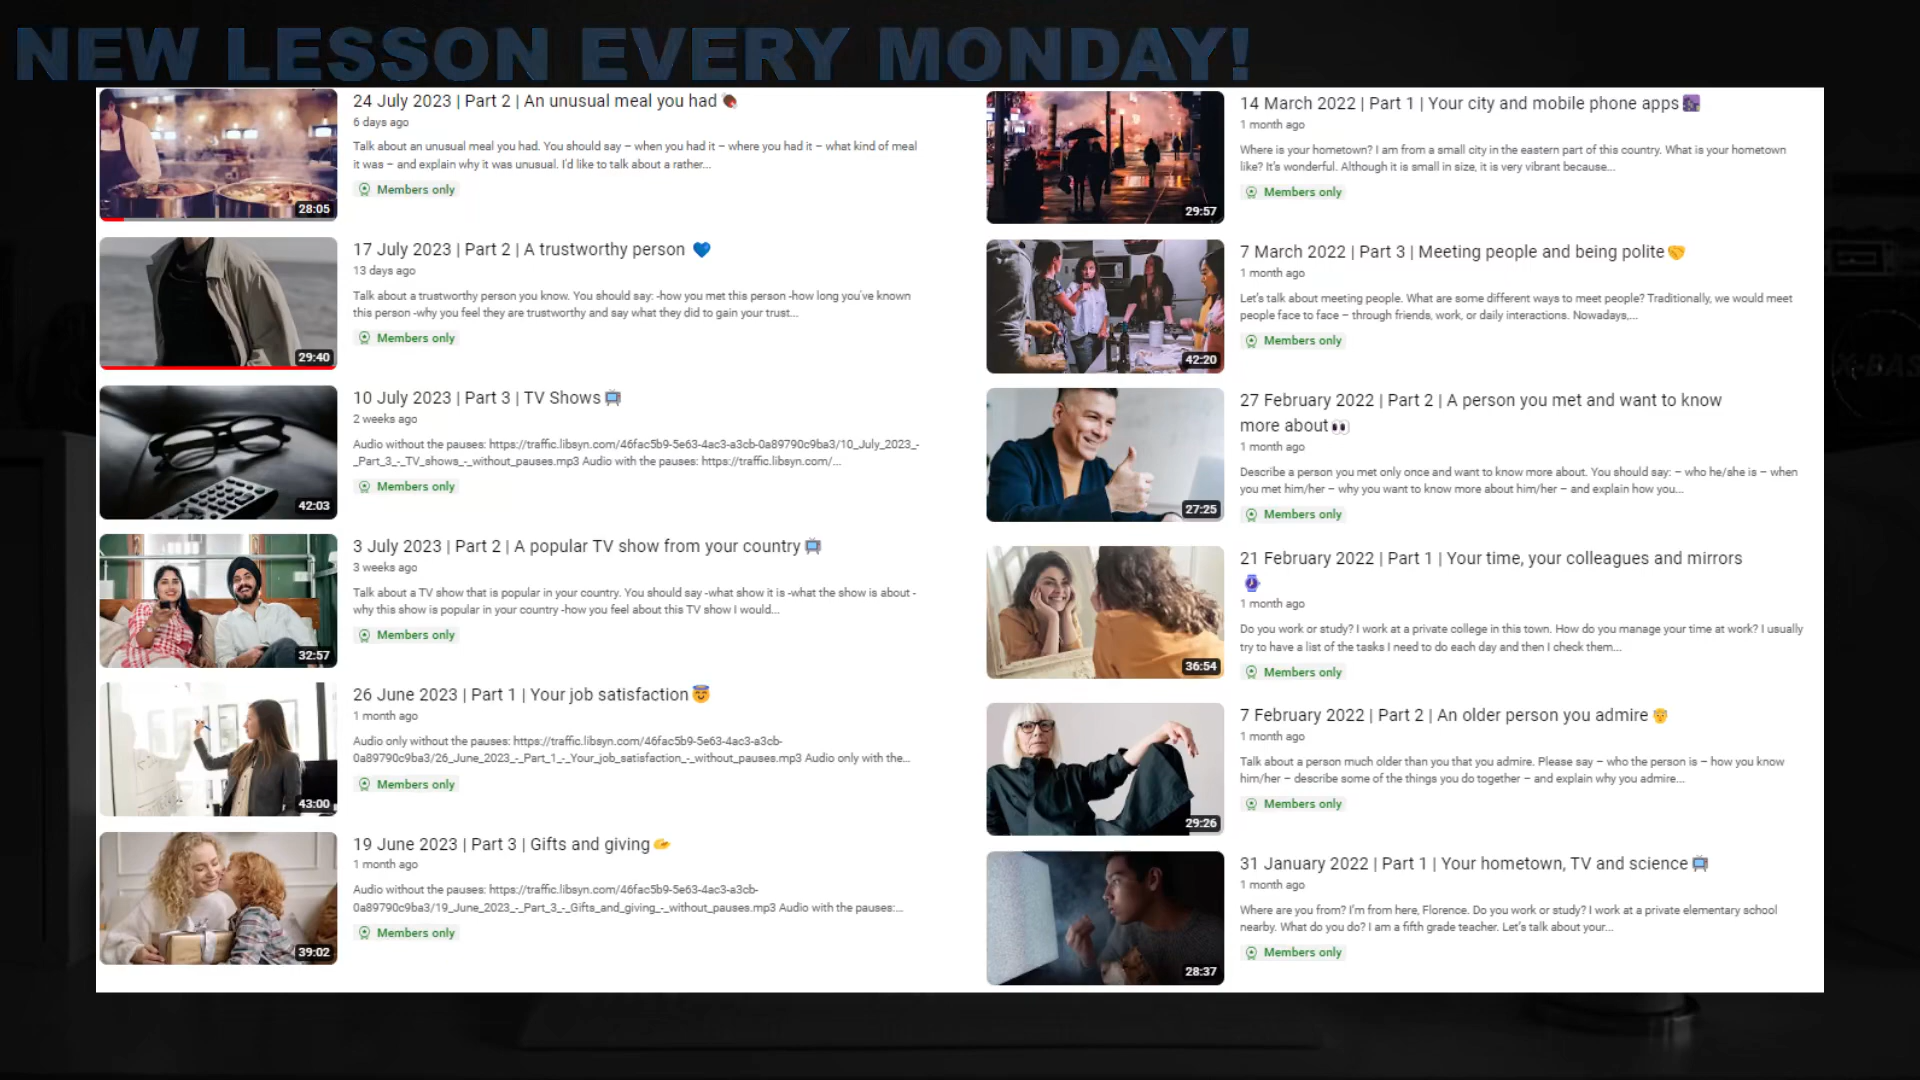 NEW LESSON EVERY MONDAY!
24 July 2023 | Part 2 | An unusual meal you had
6 days ago
Talk about an unusual meal you had. You should say – when you had it – where you had it – what kind of meal
it was – and explain why it was unusual. I'd like to talk about a rather...
Members only
28:05
17 July 2023 | Part 2 | A trustworthy person 💙
13 days ago
Talk about a trustworthy person you know. You should say: -how you met this person -how long you've known
this person -why you feel they are trustworthy and say what they did to gain your trust...
Members only
29:40
10 July 2023 | Part 3 | TV Shows 📺
2 weeks ago
Audio without the pauses: https://traffic.libsyn.com/46fac5b9-5e63-4ac3-a3cb-0a89790c9ba3/10_July_2023_-
_Part_3_-_TV_shows_-_without_pauses.mp3 Audio with the pauses: https://traffic.libsyn.com/...
Members only
42:03
3 July 2023 | Part 2 | A popular TV show from your country 📺
3 weeks ago
Talk about a TV show that is popular in your country. You should say -what show it is -what the show is about -
why this show is popular in your country -how you feel about this TV show I would...
Members only
32:57
26 June 2023 | Part 1 | Your job satisfaction 😇
1 month ago
Audio only without the pauses: https://traffic.libsyn.com/46fac5b9-5e63-4ac3-a3cb-
0a89790c9ba3/26_June_2023_-_Part_1_-_Your_job_satisfaction_-_without_pauses.mp3 Audio only with the...
Members only
43:00
19 June 2023 | Part 3 | Gifts and giving
1 month ago
Audio without the pauses: https://traffic.libsyn.com/46fac5b9-5e63-4ac3-a3cb-
0a89790c9ba3/19_June_2023_-_Part_3_-_Gifts_and_giving_-_without_pauses.mp3 Audio with the pauses:...
Members only
39:02
14 March 2022 | Part 1 | Your city and mobile phone apps
1 month ago
Where is your hometown? I am from a small city in the eastern part of this country. What is your hometown
like? It's wonderful. Although it is small in size, it is very vibrant because...
Members only
29:57
7 March 2022 | Part 3 | Meeting people and being polite 🤝
1 month ago
Let's talk about meeting people. What are some different ways to meet people? Traditionally, we would meet
people face to face – through friends, work, or daily interactions. Nowadays,...
Members only
42:20
27 February 2022 | Part 2 | A person you met and want to know
more about 👀
1 month ago
Describe a person you met only once and want to know more about. You should say: – who he/she is – when
you met him/her – why you want to know more about him/her – and explain how you...
Members only
27:25
21 February 2022 | Part 1 | Your time, your colleagues and mirrors
1 month ago
Do you work or study? I work at a private college in this town. How do you manage your time at work? I usually
try to have a list of the tasks I need to do each day and then I check them...
Members only
36:54
7 February 2022 | Part 2 | An older person you admire
1 month ago
Talk about a person much older than you that you admire. Please say – who the person is – how you know
him/her – describe some of the things you do together – and explain why you admire...
Members only
29:26
31 January 2022 | Part 1 | Your hometown, TV and science 📺
1 month ago
Where are you from? I'm from here, Florence. Do you work or study? I work at a private elementary school
nearby. What do you do? I am a fifth grade teacher. Let's talk about your...
Members only
28:37